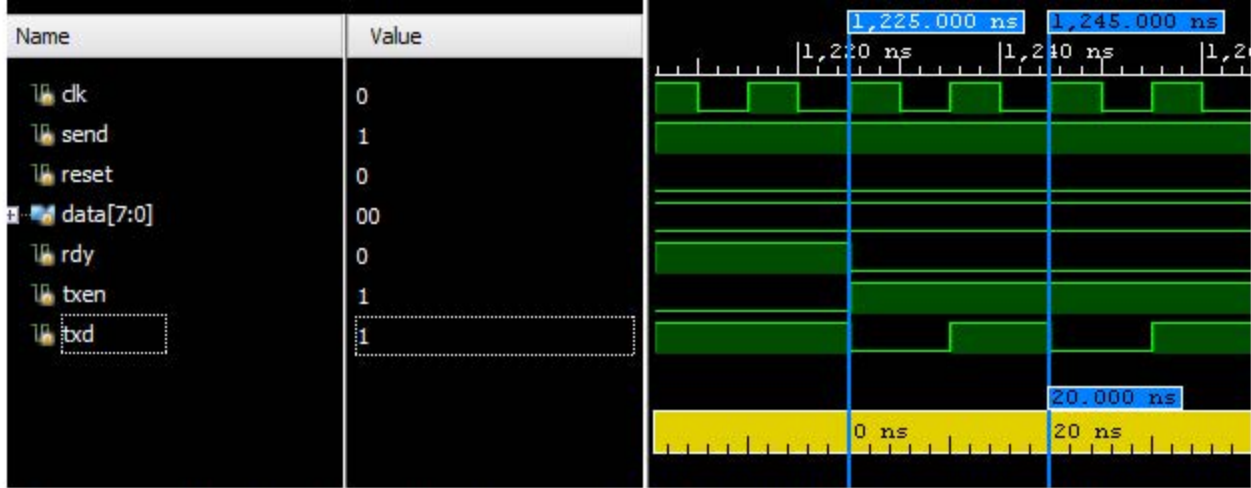 1,225.000 ns 1,245.000 ns
Name Value
1,220 ns 1,240 ns 1,2
clk 0
send 1
reset 0
data[7:0] 00
rdy 0
txen 1
txd 1
20.000 ns
0 ns 20 ns